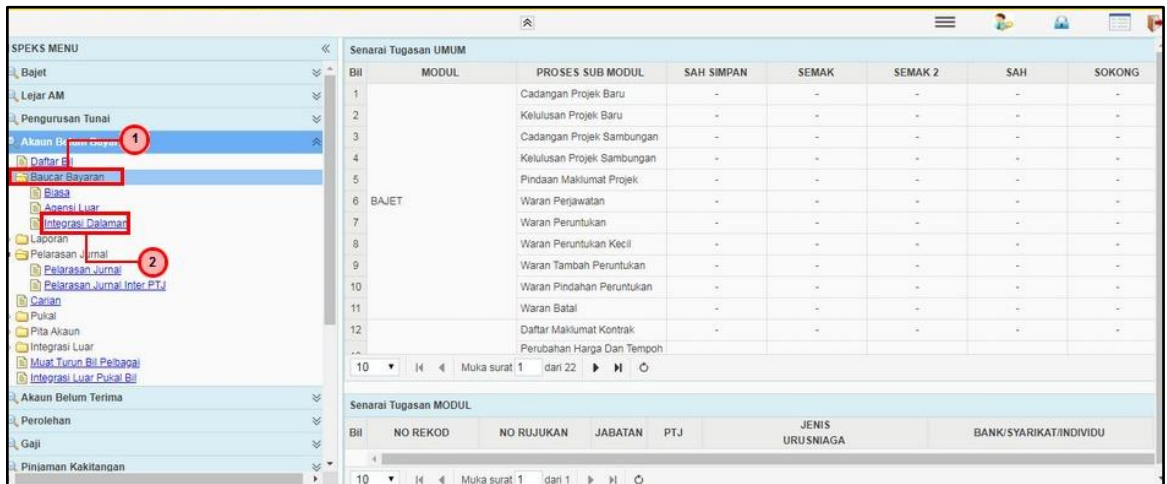 SPEKS MENU
Bajet
Lejar AM
Pengurusan Tunai
Akaun Belum Bayar
1
Daftar Bil
Baucar Bayaran
Biasa
Agensi Luar
Integrasi Dalaman
Laporan
Pelarasan Jurnal
2
Pelarasan Jurnal
Pelarasan Jurnal Inter PTJ
Carian
Pukal
Pita Akaun
Integrasi Luar
Muat Turun Bil Pelbagai
Integrasi Luar Pukal Bil
Akaun Belum Terima
Perolehan
Gaji
Pinjaman Kakitangan
Senarai Tugasan UMUM
Bil MODUL PROSES SUB MODUL SAH SIMPAN SEMAK SEMAK 2 SAH SOKONG
1 Cadangan Projek Baru - - - - -
2 Kelulusan Projek Baru - - - - -
3 Cadangan Projek Sambungan - - - - -
4 Kelulusan Projek Sambungan - - - - -
5 Pindaan Maklumat Projek - - - - -
6 BAJET Waran Perjawatan - - - - -
7 Waran Peruntukan - - - - -
8 Waran Peruntukan Kecil - - - - -
9 Waran Tambah Peruntukan - - - - -
10 Waran Pindahan Peruntukan - - - - -
11 Waran Batal - - - - -
12 Daftar Maklumat Kontrak - - - - -
Perubahan Harga Dan Tempoh
10 Muka surat 1 dari 22
Senarai Tugasan MODUL
Bil NO REKOD NO RUJUKAN JABATAN PTJ JENIS URUSNIAGA BANK/SYARIKAT/INDIVIDU
10 Muka surat 1 dari 1